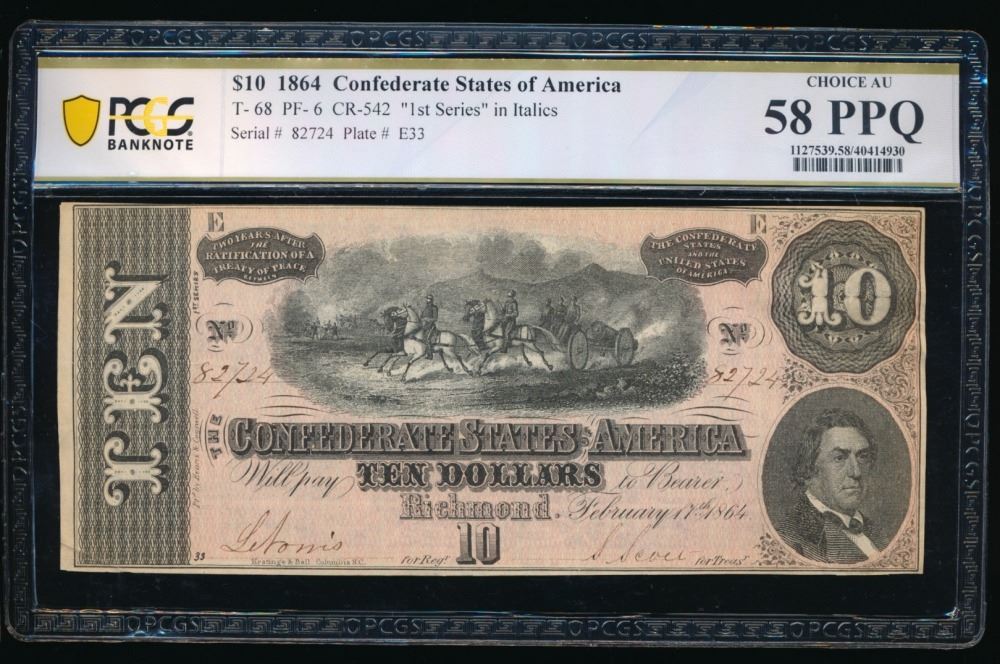 $10 1864 Confederate States of America
T- 68 PF- 6 CR-542 "1st Series" in Italics
Serial # 82724 Plate # E33
PCGS
BANKNOTE
CHOICE AU
58 PPQ
1127539.58/40414930
E
E
TWO YEARS AFTER
THE
RATIFICATION OF A
TREATY OF PEACE
BETWEEN
THE CONFEDERATE
STATES
AND THE
UNITED STATES
OF AMERICA
10
TEN
1ST SERIES
No
No
82724
82724
THE
CONFEDERATE STATES OF AMERICA
Will pay TEN DOLLARS to Bearer
Richmond. February 17th 1864
10
33
for Regr.
for Treasr
Keatinge & Ball Columbia S.C.